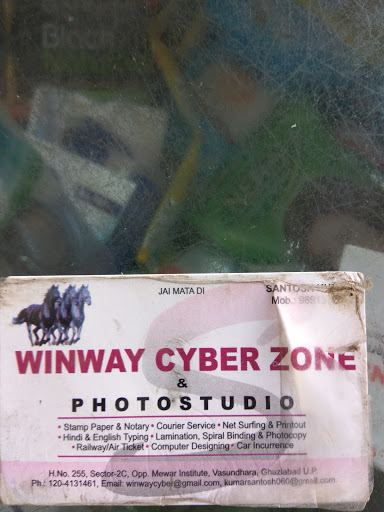 Block
JAI MATA DI
SANTOSH
Mob.:
WINWAY CYBER ZONE
&
PHOTOSTUDIO
• Stamp Paper & Notary • Courier Service • Net Surfing & Printout
• Hindi & English Typing • Lamination, Spiral Binding & Photocopy
• Railway/Air Ticket • Computer Designing • Car Incurrence
H.No. 255, Sector-2C, Opp. Mewar Institute, Vasundhara, Ghaziabad U.P.
Ph.: 120-4131461, Email: winwaycyber@gmail.com, kumarsantosh060@gmail.com